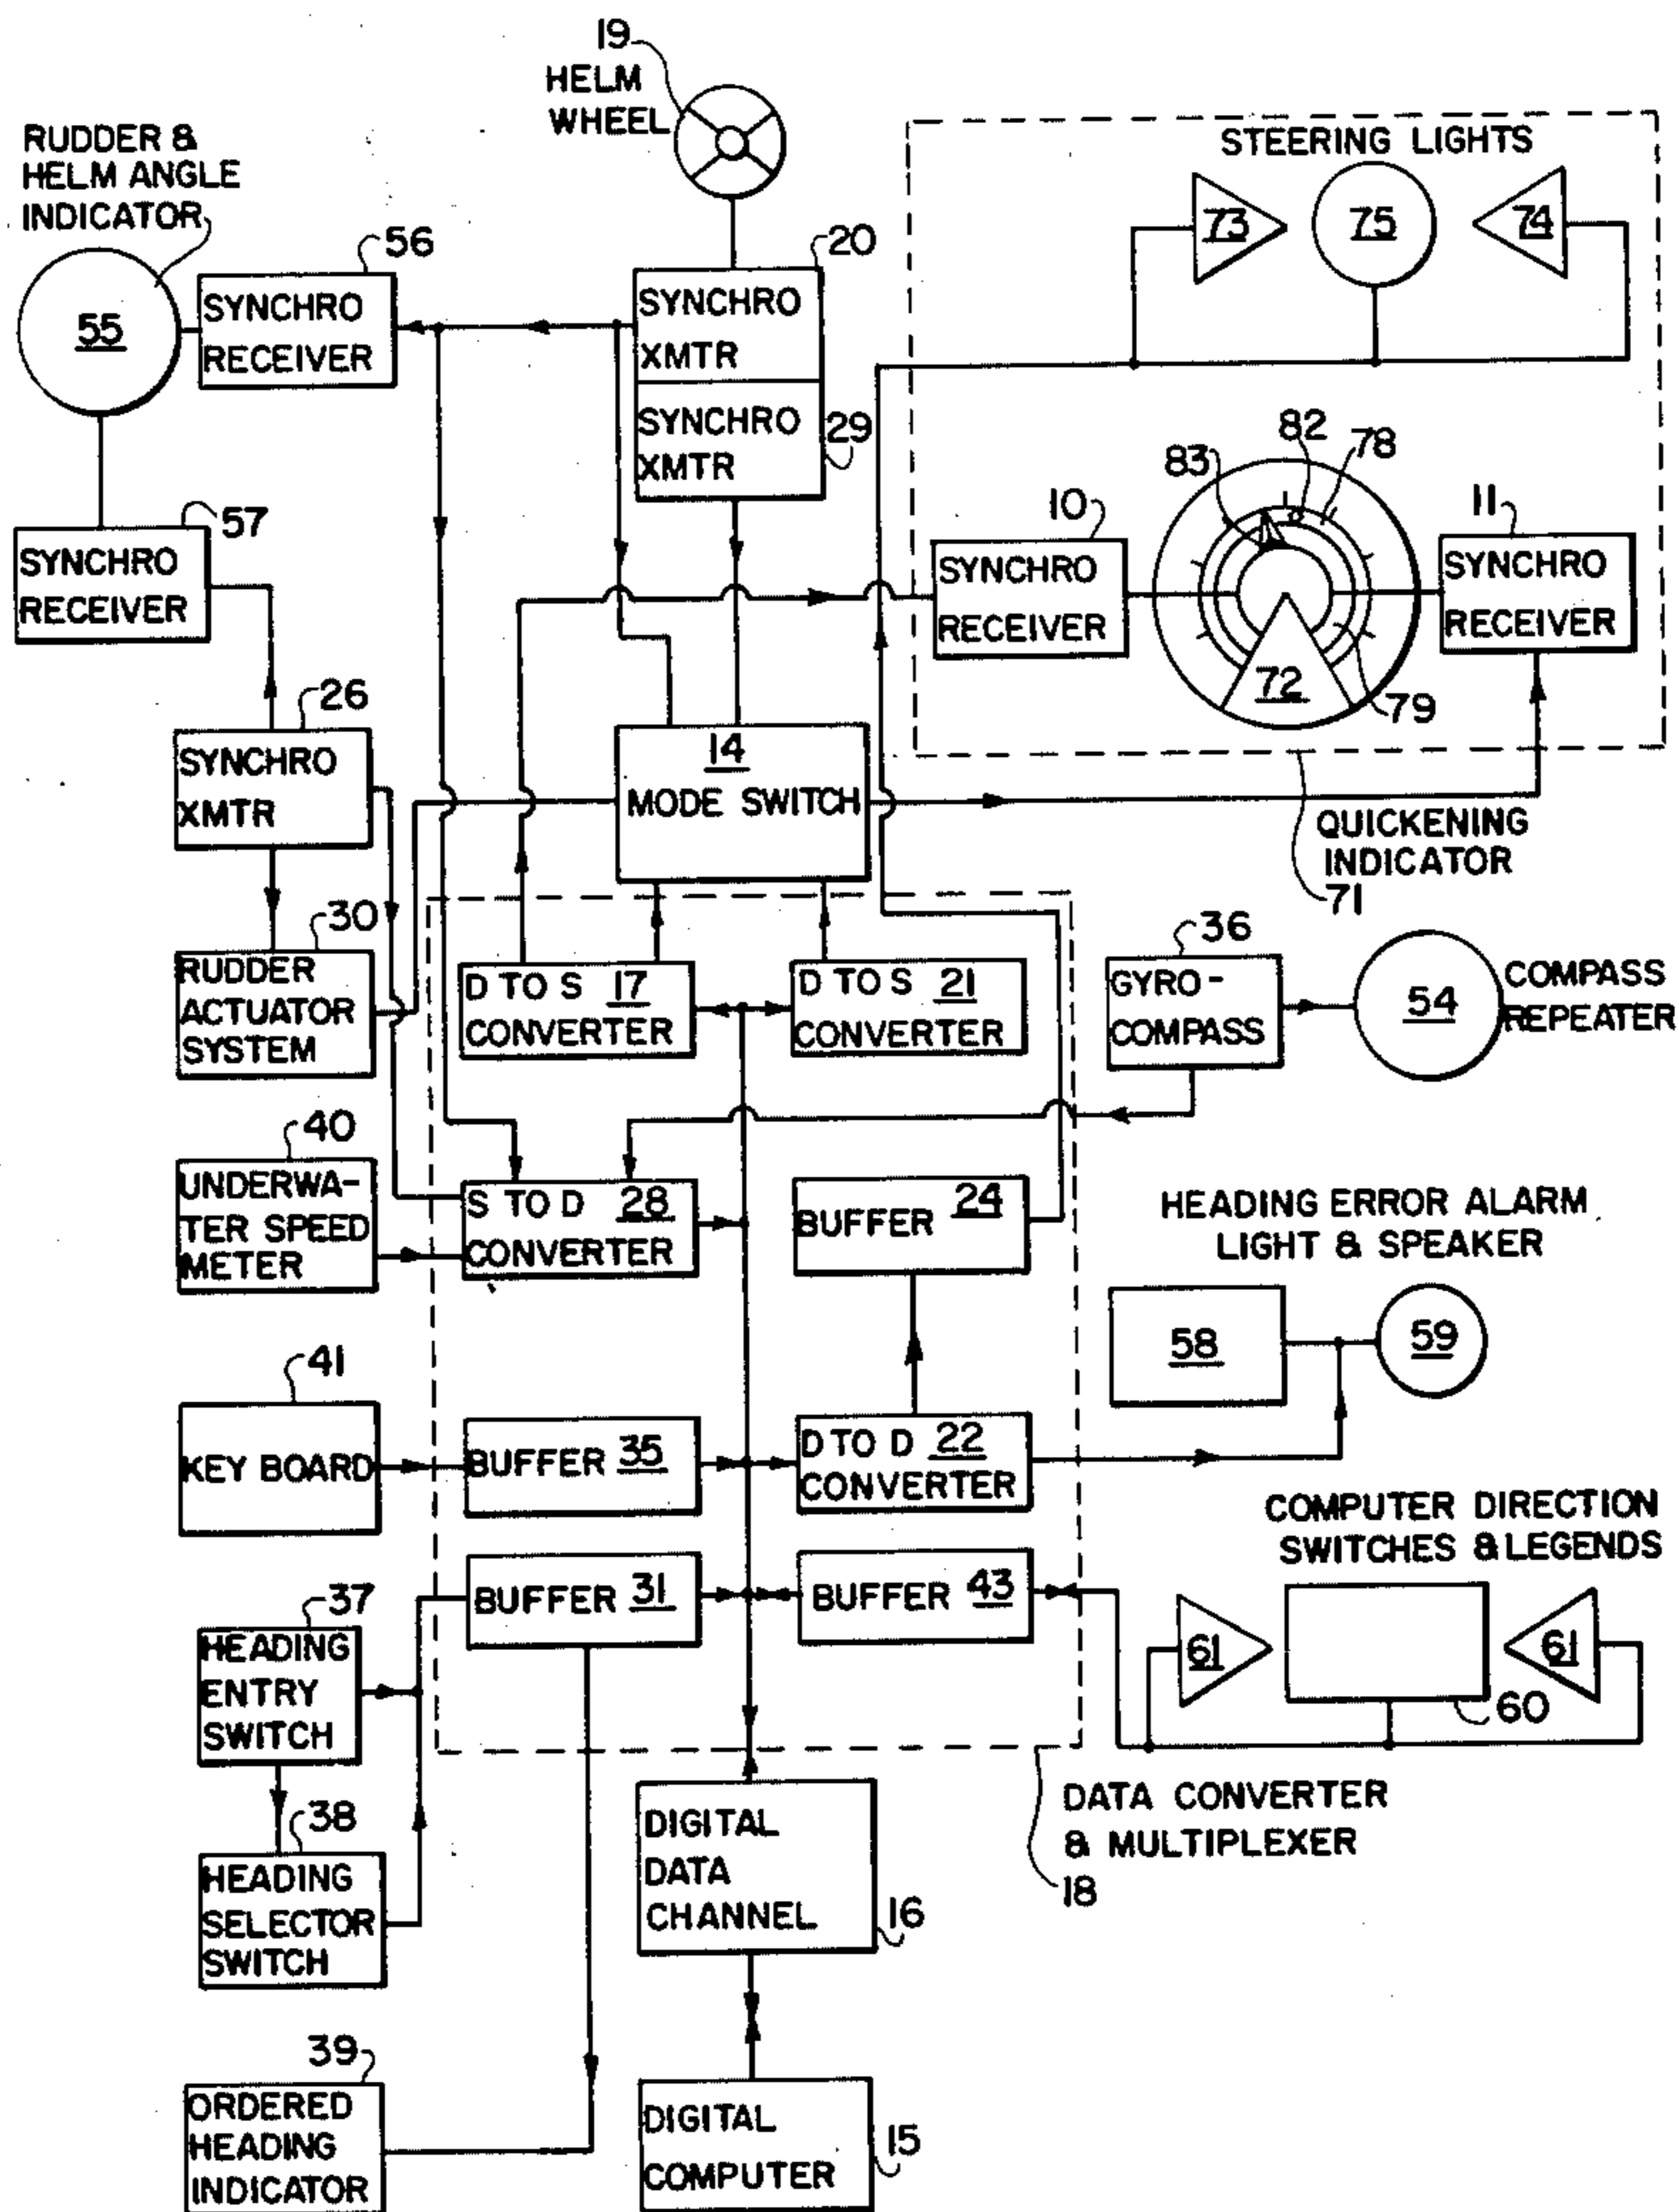 19
HELM
WHEEL
RUDDER &
HELM ANGLE
INDICATOR
55
56
SYNCHRO
RECEIVER
20
SYNCHRO
XMTR
SYNCHRO
XMTR
29
STEERING LIGHTS
73
75
74
57
SYNCHRO
RECEIVER
10
SYNCHRO
RECEIVER
83
82
78
72
79
11
SYNCHRO
RECEIVER
26
SYNCHRO
XMTR
14
MODE SWITCH
QUICKENING
INDICATOR
71
30
RUDDER
ACTUATOR
SYSTEM
D TO S 17
CONVERTER
D TO S 21
CONVERTER
36
GYRO-
COMPASS
54
COMPASS
REPEATER
40
UNDERWA-
TER SPEED
METER
S TO D 28
CONVERTER
BUFFER 24
HEADING ERROR ALARM
LIGHT & SPEAKER
58
59
41
KEY BOARD
BUFFER 35
D TO D 22
CONVERTER
COMPUTER DIRECTION
SWITCHES & LEGENDS
BUFFER 31
BUFFER 43
61
61
60
37
HEADING
ENTRY
SWITCH
38
HEADING
SELECTOR
SWITCH
DIGITAL
DATA
CHANNEL
16
DATA CONVERTER
& MULTIPLEXER
18
39
ORDERED
HEADING
INDICATOR
DIGITAL
COMPUTER
15